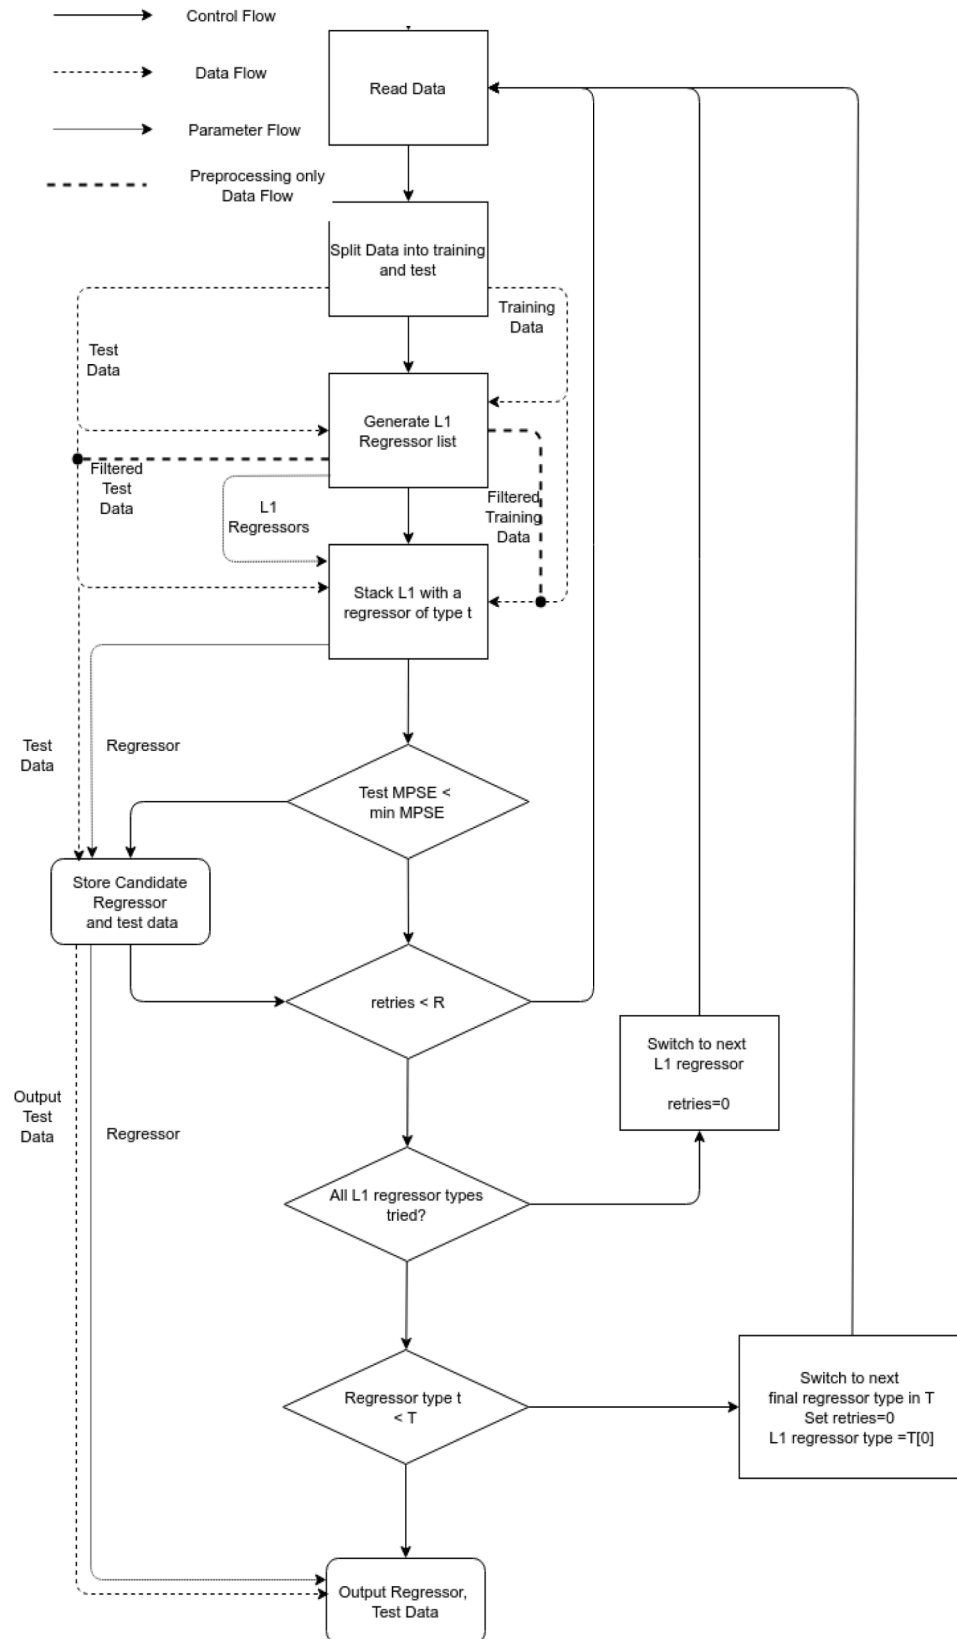 Control Flow
Data Flow
Parameter Flow
Preprocessing only
Data Flow
Read Data
Split Data into training
and test
Training
Data
Test
Data
Generate L1
Regressor list
Filtered
Test
Data
L1
Regressors
Filtered
Training
Data
Stack L1 with a
regressor of type t
Test
Data
Regressor
Test MPSE <
min MPSE
Store Candidate
Regressor
and test data
retries < R
Switch to next
L1 regressor
retries=0
Output
Test
Data
Regressor
All L1 regressor types
tried?
Regressor type t
< T
Switch to next
final regressor type in T
Set retries=0
L1 regressor type =T[0]
Output Regressor,
Test Data